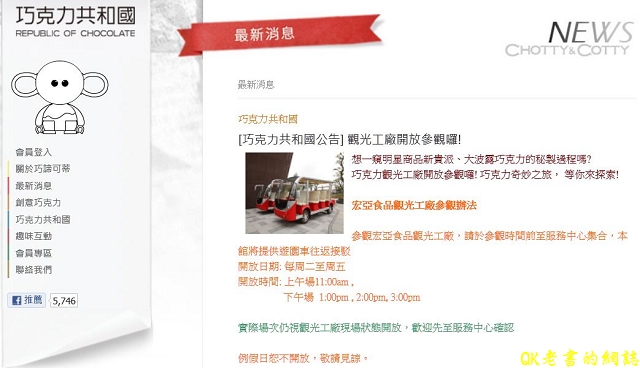 巧克力共和國
REPUBLIC OF CHOCOLATE
會員登入
關於巧諦可蒂
最新消息
創意巧克力
巧克力共和國
趣味互動
會員專區
聯絡我們
推薦 5,746
最新消息
NEWS
CHOTTY&COTTY
最新消息
巧克力共和國
[巧克力共和國公告] 觀光工廠開放參觀囉!
想一窺明星商品新貴派、大波露巧克力的秘製過程嗎?
巧克力觀光工廠開放參觀囉! 巧克力奇妙之旅， 等你來探索!
宏亞食品觀光工廠參觀辦法
參觀宏亞食品觀光工廠，請於參觀時間前至服務中心集合，本
館將提供遊園車往返接駁
開放日期: 每周二至周五
開放時間: 上午場11:00am ,
下午場 1:00pm , 2:00pm, 3:00pm
實際場次仍視觀光工廠現場狀態開放，歡迎先至服務中心確認
例假日恕不開放，敬請見諒。
QK老書的網誌